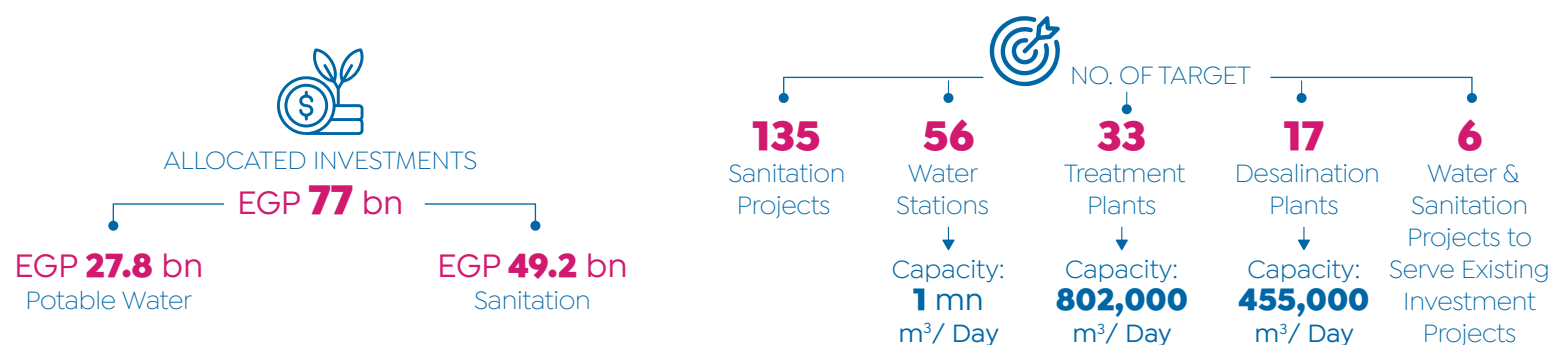 ALLOCATED INVESTMENTS
EGP 77 bn
EGP 27.8 bn
Potable Water
EGP 49.2 bn
Sanitation
NO. OF TARGET
135
Sanitation
Projects
56
Water
Stations
Capacity:
1 mn
m³/ Day
33
Treatment
Plants
Capacity:
802,000
m³/ Day
17
Desalination
Plants
Capacity:
455,000
m³/ Day
6
Water &
Sanitation
Projects to
Serve Existing
Investment
Projects